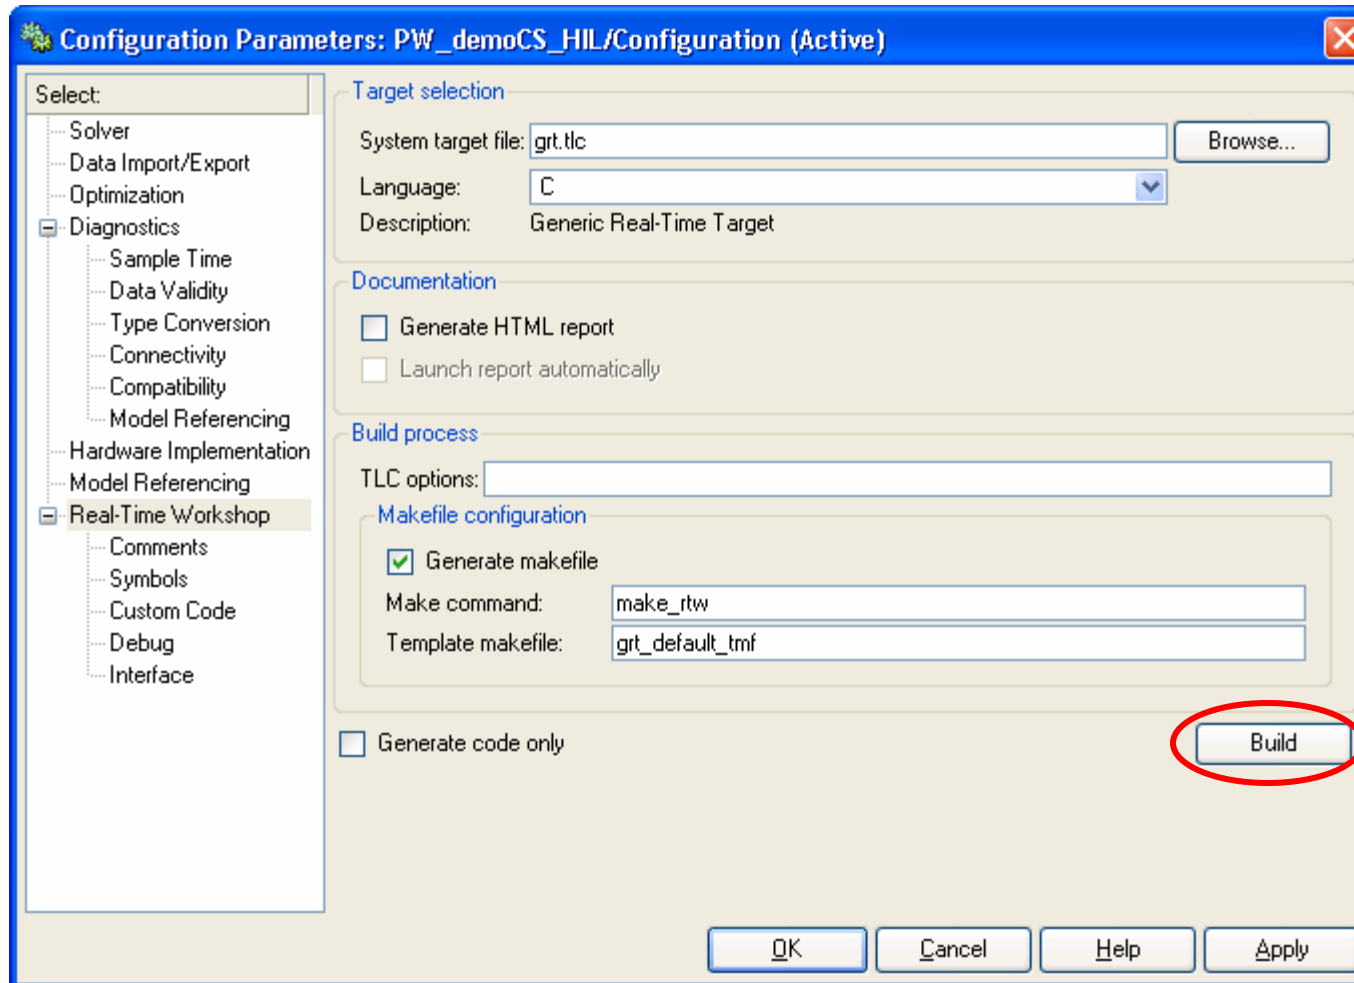 Configuration Parameters: PW_demoCS_HIL/Configuration (Active)
Select:
Solver
Data Import/Export
Optimization
Diagnostics
Sample Time
Data Validity
Type Conversion
Connectivity
Compatibility
Model Referencing
Hardware Implementation
Model Referencing
Real-Time Workshop
Comments
Symbols
Custom Code
Debug
Interface
Target selection
System target file: grt.tlc Browse...
Language: C
Description: Generic Real-Time Target
Documentation
Generate HTML report
Launch report automatically
Build process
TLC options:
Makefile configuration
Generate makefile
Make command: make_rtw
Template makefile: grt_default_tmf
Generate code only Build
OK Cancel Help Apply